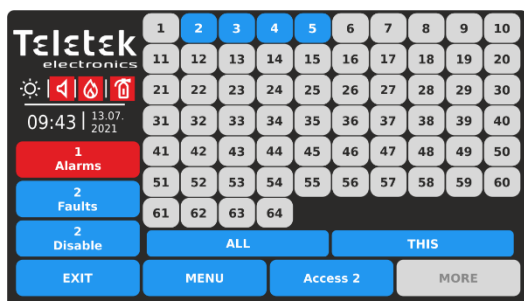 Teletek
electronics
09:43 13.07.
2021
1
Alarms
2
Faults
2
Disable
EXIT
1 2 3 4 5 6 7 8 9 10
11 12 13 14 15 16 17 18 19 20
21 22 23 24 25 26 27 28 29 30
31 32 33 34 35 36 37 38 39 40
41 42 43 44 45 46 47 48 49 50
51 52 53 54 55 56 57 58 59 60
61 62 63 64
ALL THIS
MENU Access 2 MORE